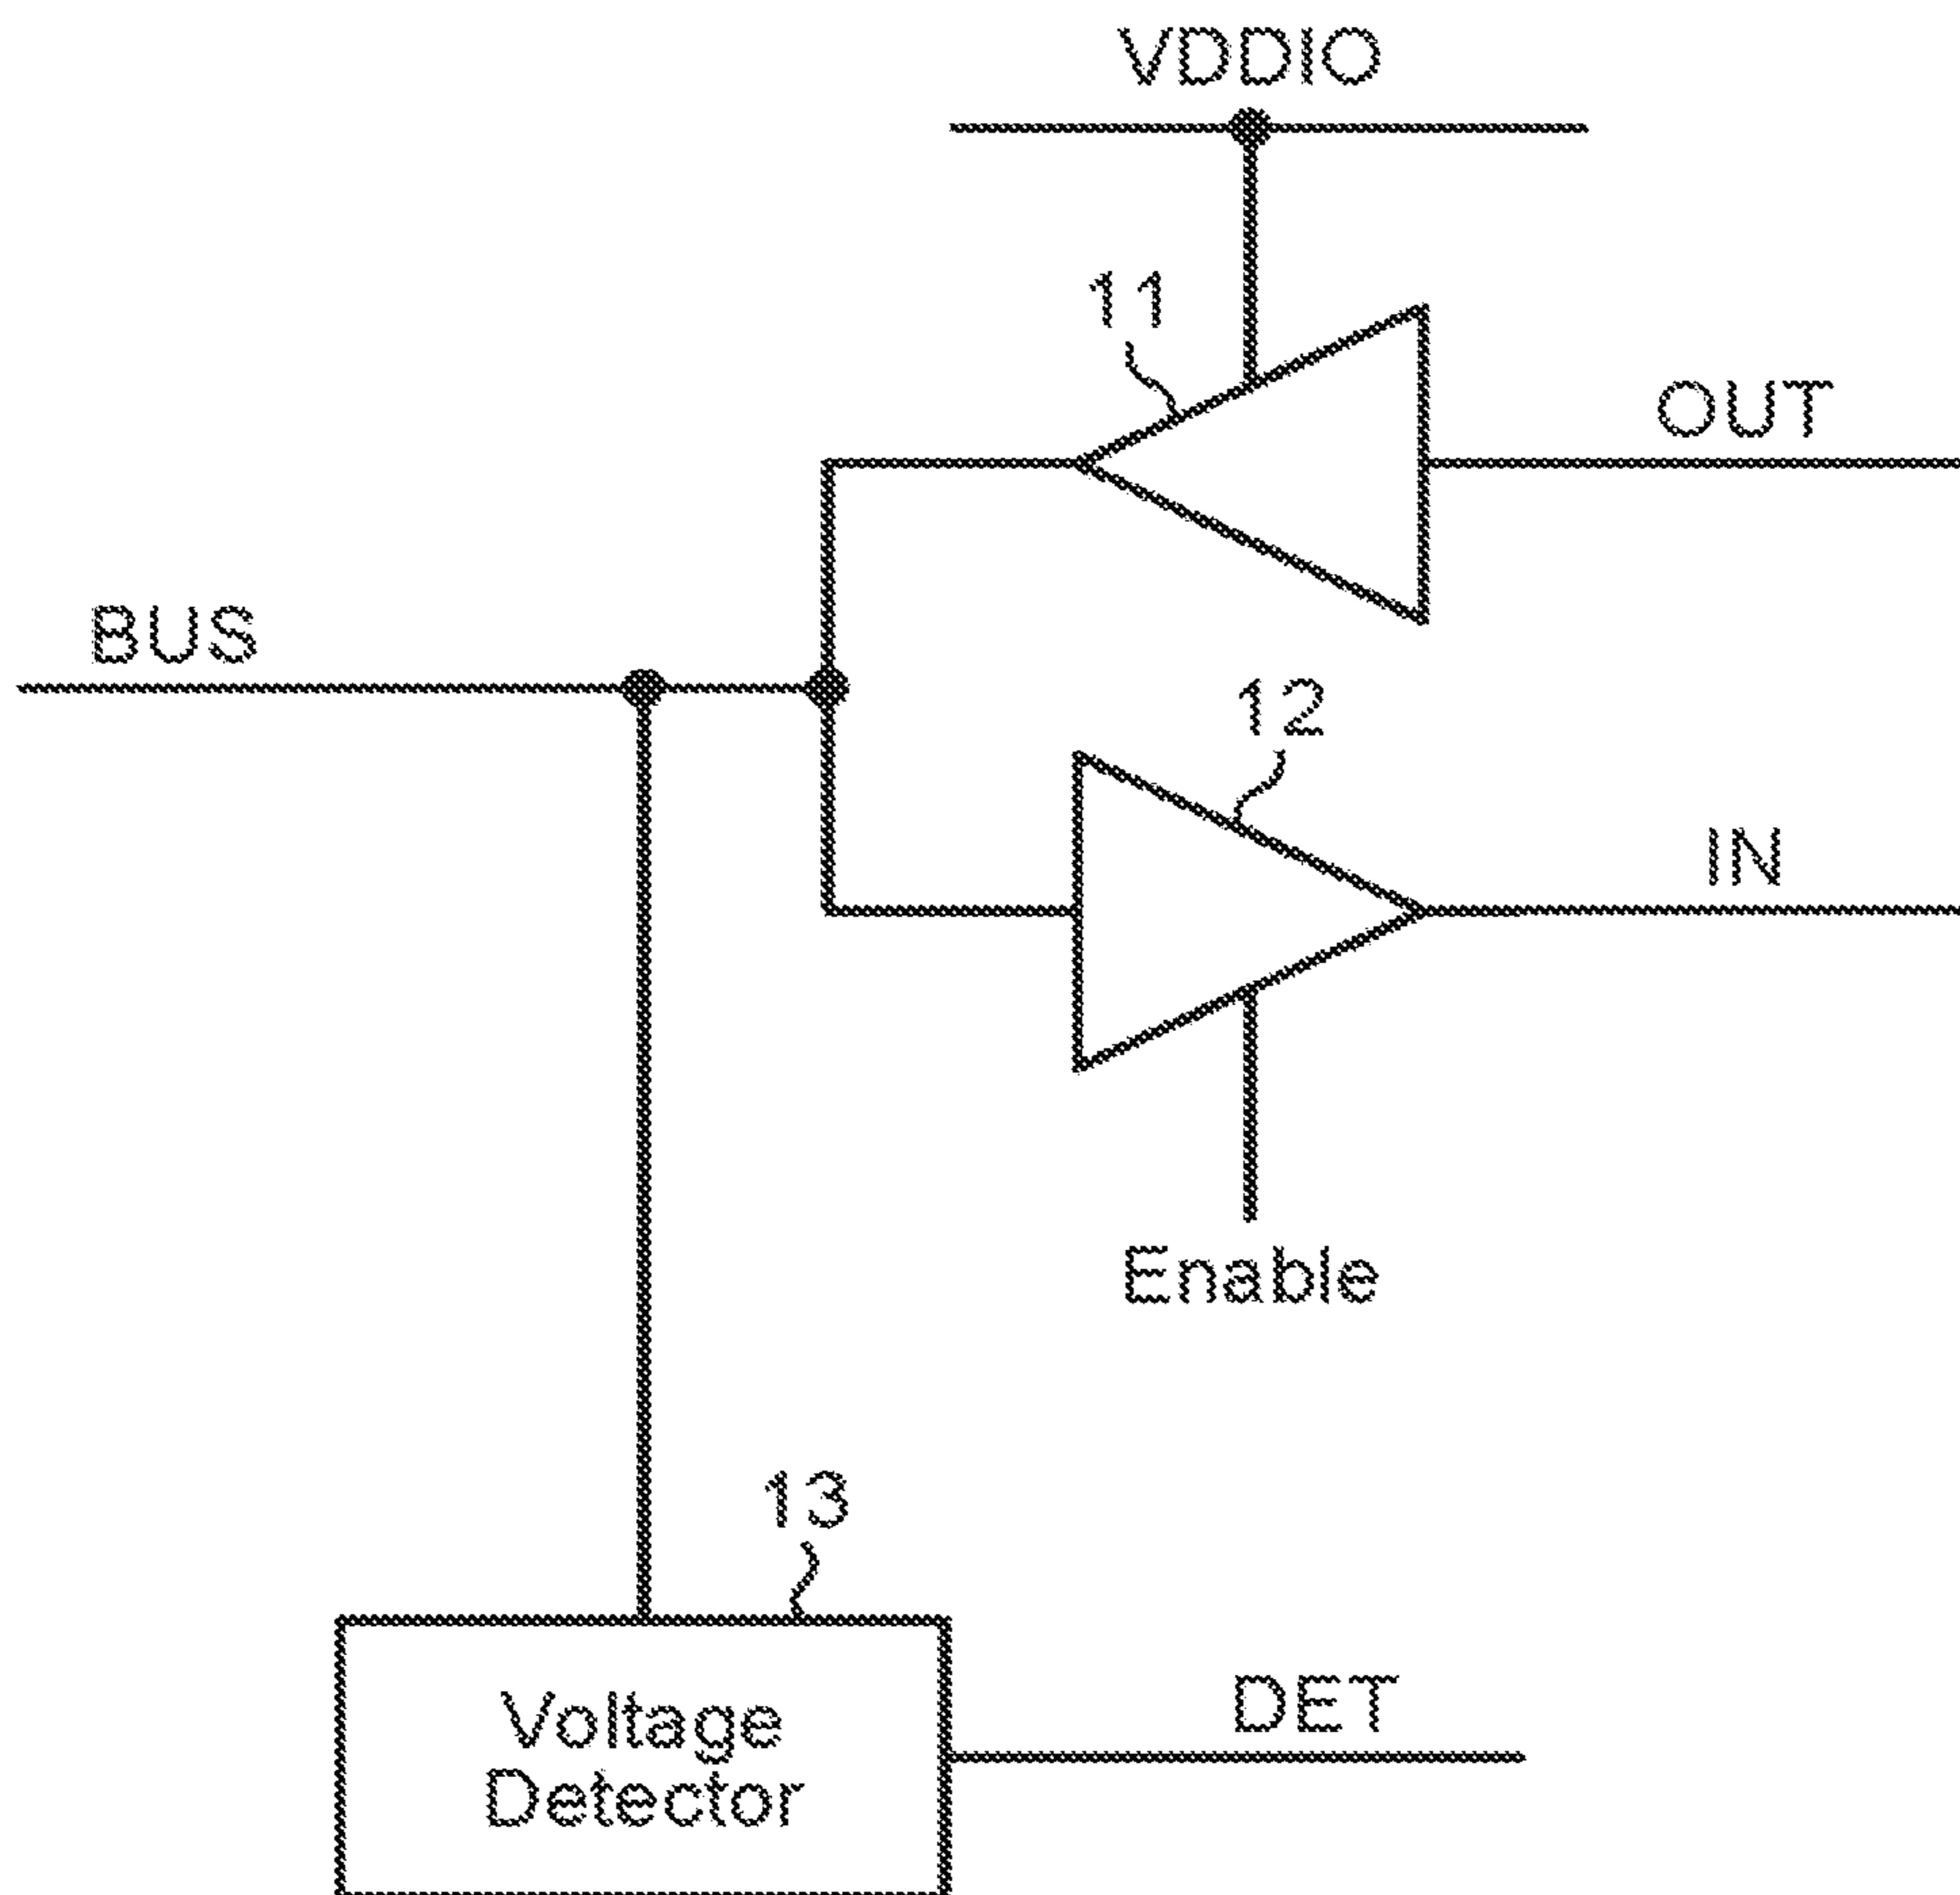 VDDIO
11
OUT
BUS
12
IN
Enable
13
Voltage
Detector
DET